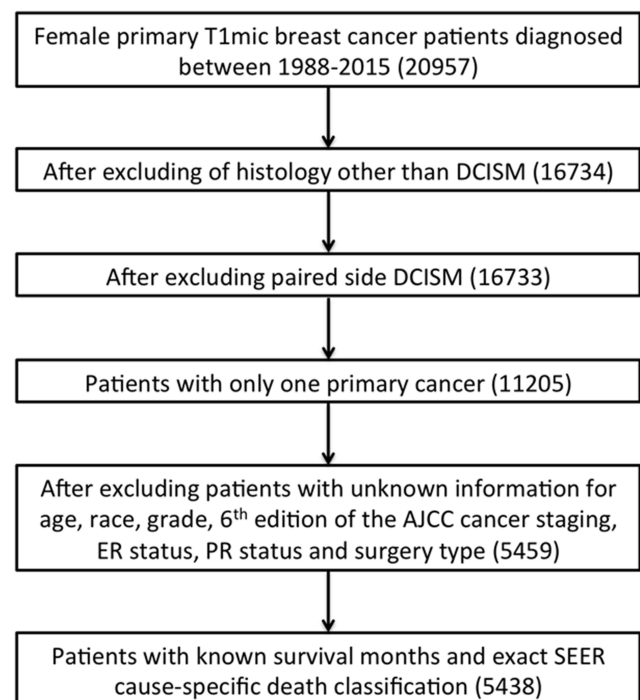 Female primary T1mic breast cancer patients diagnosed
between 1988-2015 (20957)
After excluding of histology other than DCISM (16734)
After excluding paired side DCISM (16733)
Patients with only one primary cancer (11205)
After excluding patients with unknown information for
age, race, grade, 6th edition of the AJCC cancer staging,
ER status, PR status and surgery type (5459)
Patients with known survival months and exact SEER
cause-specific death classification (5438)